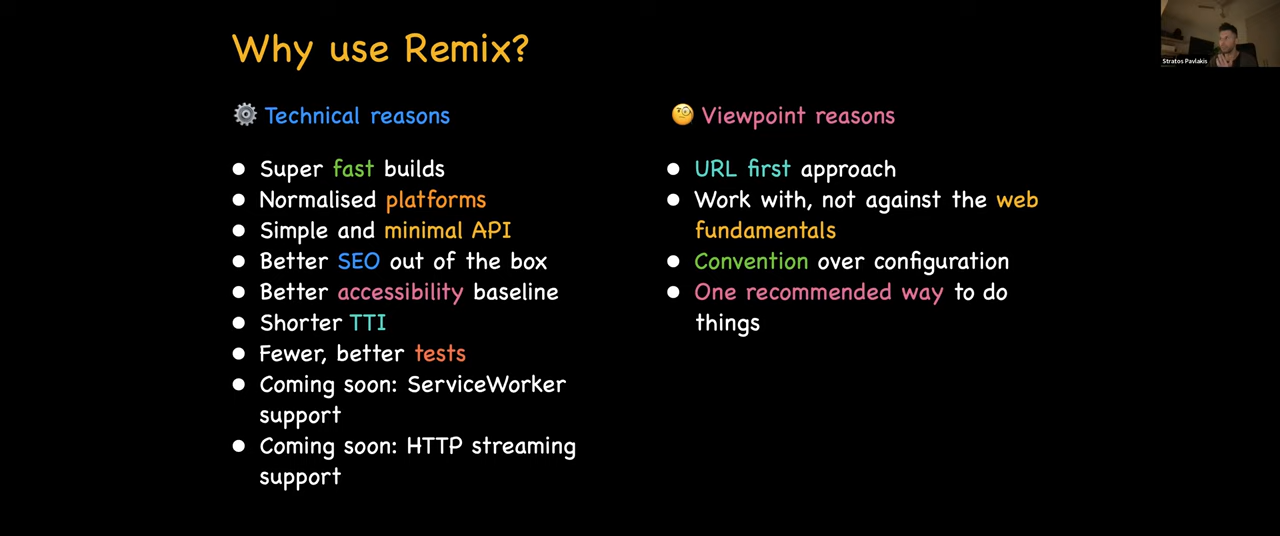 Why use Remix?
Stratos Pavlakis
⚙️ Technical reasons
● Super fast builds
● Normalised platforms
● Simple and minimal API
● Better SEO out of the box
● Better accessibility baseline
● Shorter TTI
● Fewer, better tests
● Coming soon: ServiceWorker
support
● Coming soon: HTTP streaming
support
🧐 Viewpoint reasons
● URL first approach
● Work with, not against the web
fundamentals
● Convention over configuration
● One recommended way to do
things